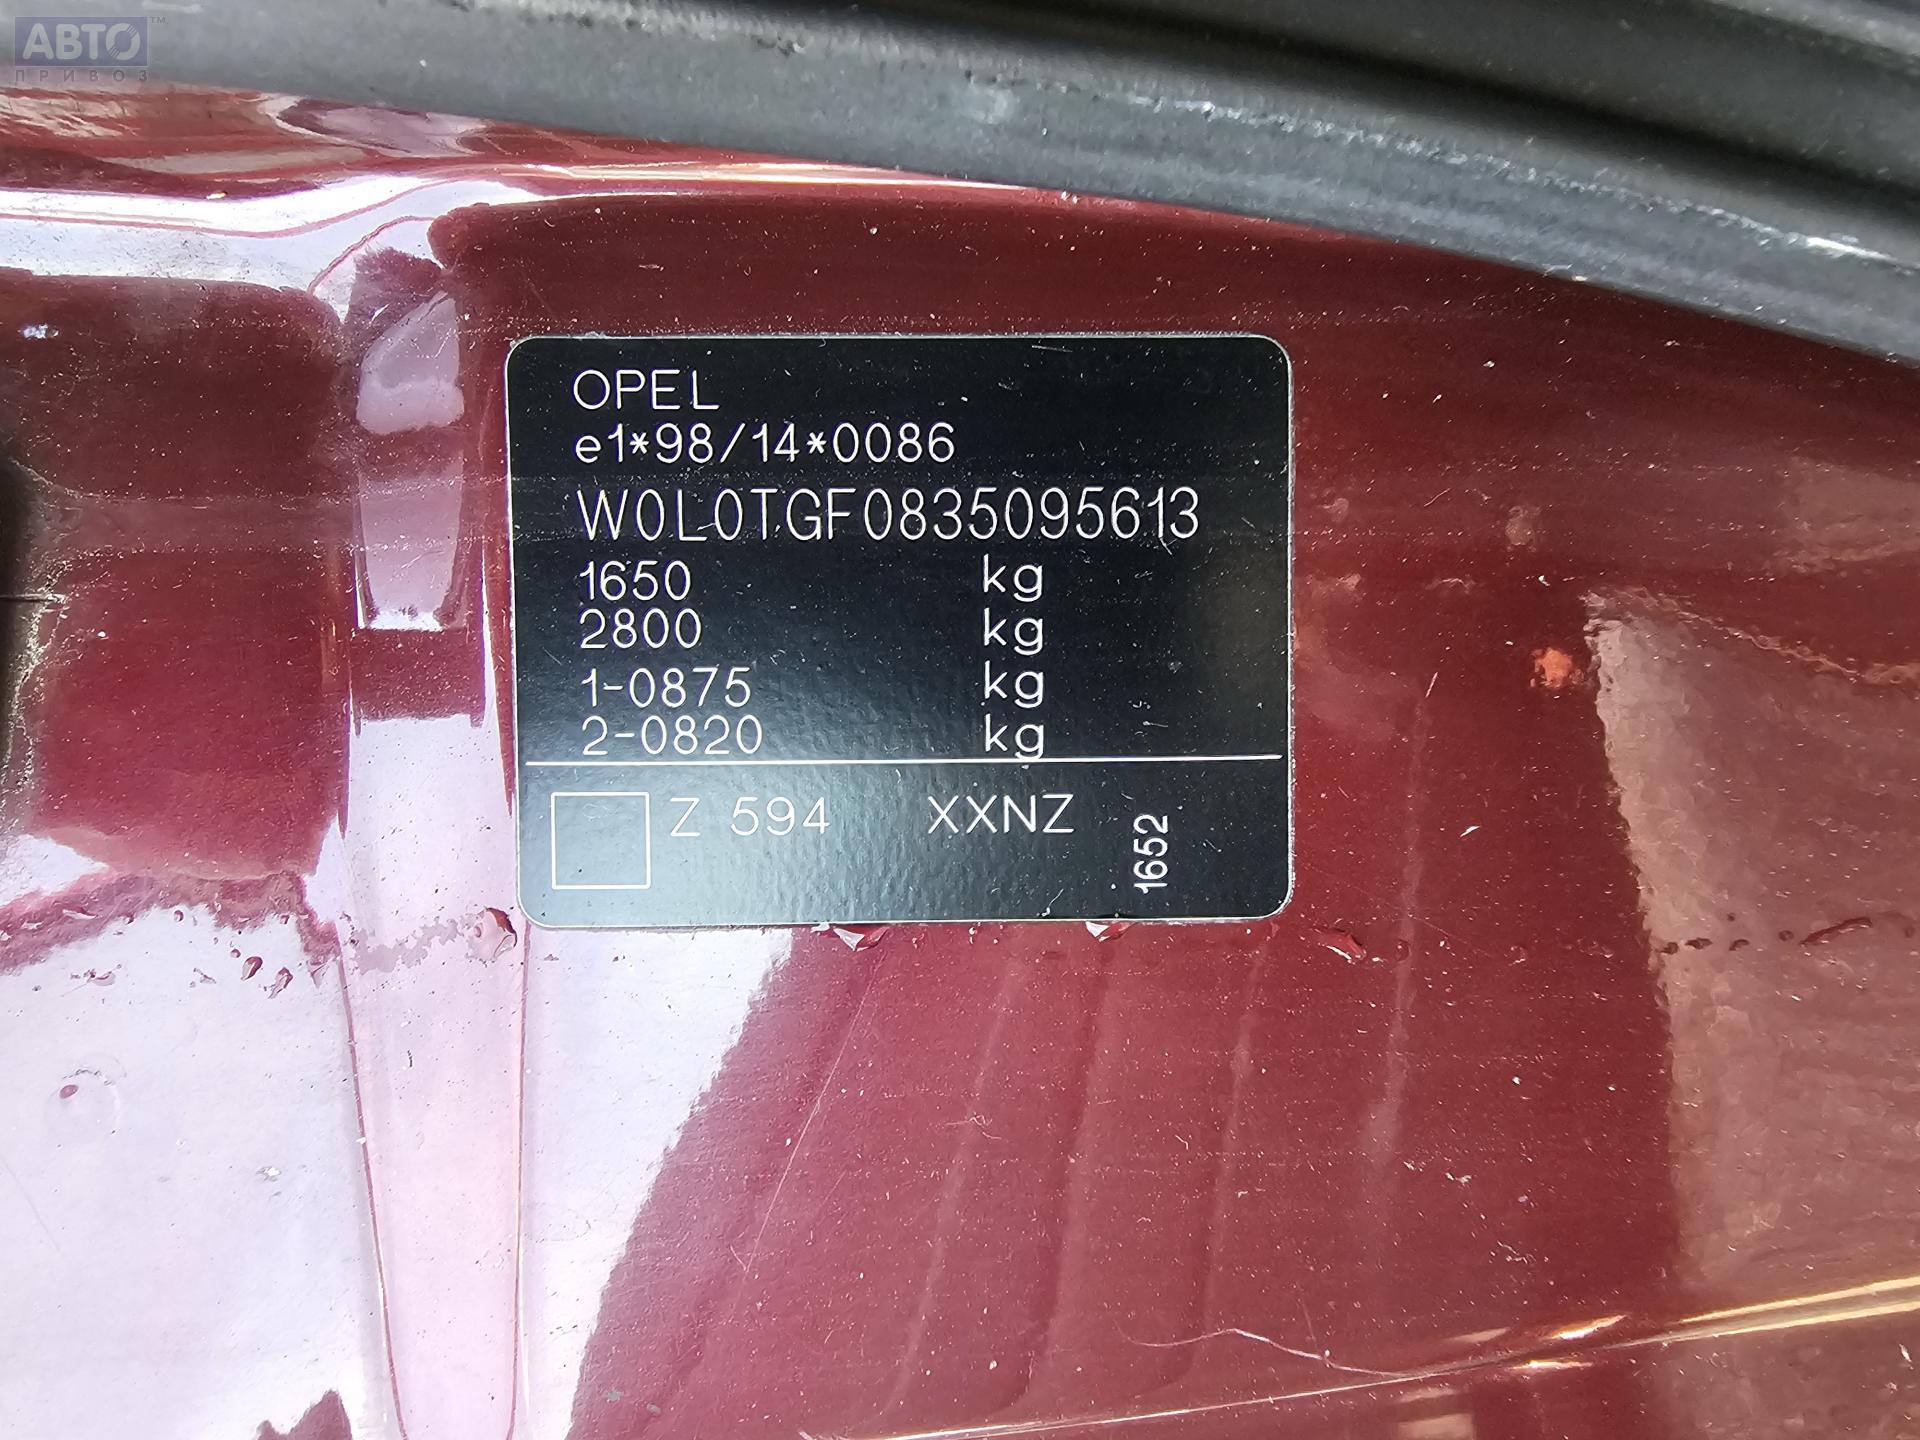 АВТО™
ПРИВОЗ
OPEL
e1*98/14*0086
W0L0TGF0835095613
1650 kg
2800 kg
1-0875 kg
2-0820 kg
Z 594 XXNZ
1652